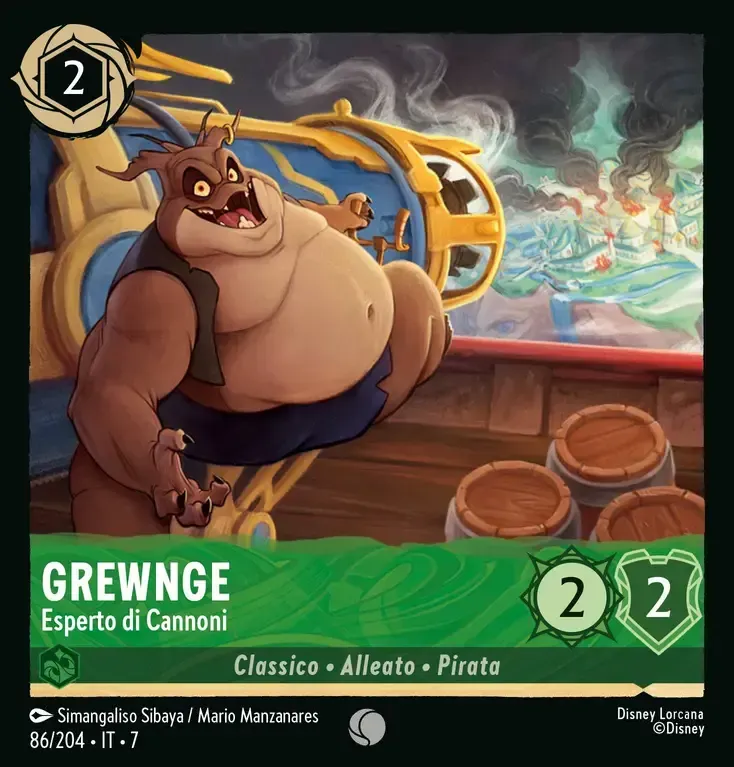 2
GREWNGE
Esperto di Cannoni
2
2
Classico • Alleato • Pirata
Simangaliso Sibaya / Mario Manzanares
86/204 • IT • 7
Disney Lorcana
©Disney